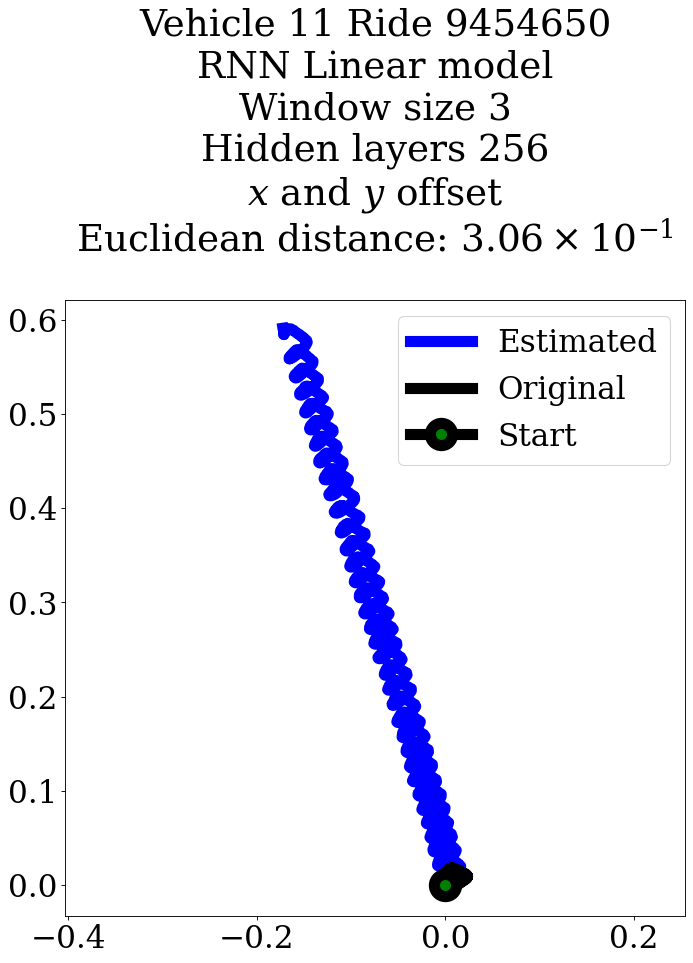 Vehicle 11 Ride 9454650
RNN Linear model
Window size 3
Hidden layers 256
x and y offset
Euclidean distance: 3.06 × 10⁻¹
Estimated
Original
Start
0.6
0.5
0.4
0.3
0.2
0.1
0.0
−0.4 −0.2 0.0 0.2